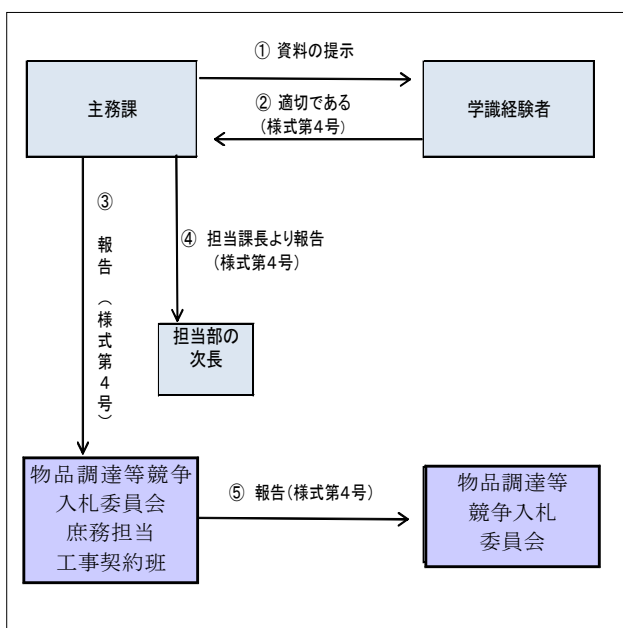 ① 資料の提示
主務課
② 適切である
(様式第4号)
学識経験者
③ 報告(様式第4号)
④ 担当課長より報告
(様式第4号)
担当部の
次長
物品調達等競争
入札委員会
庶務担当
工事契約班
⑤ 報告(様式第4号)
物品調達等
競争入札
委員会